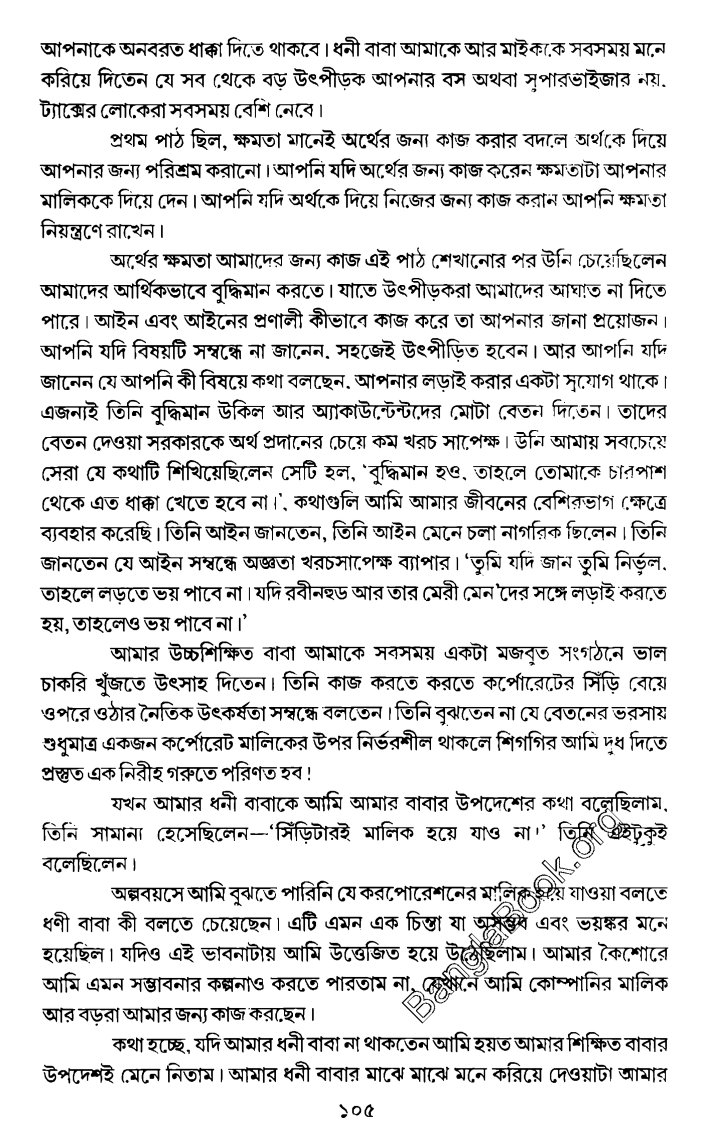 আপনাকে অনবরত ধাক্কা দিতে থাকবে। ধনী বাবা আমাকে আর মাইককে সবসময় মনে
করিয়ে দিতেন যে সব থেকে বড় উৎপীড়ক আপনার বস অথবা সুপারভাইজার নয়,
ট্যাক্সের লোকেরা সবসময় বেশি নেবে।
প্রথম পাঠ ছিল, ক্ষমতা মানেই অর্থের জন্য কাজ করার বদলে অর্থকে দিয়ে
আপনার জন্য পরিশ্রম করানো। আপনি যদি অর্থের জন্য কাজ করেন ক্ষমতাটা আপনার
মালিককে দিয়ে দেন। আপনি যদি অর্থকে দিয়ে নিজের জন্য কাজ করান আপনি ক্ষমতা
নিয়ন্ত্রণে রাখেন।
অর্থের ক্ষমতা আমাদের জন্য কাজ এই পাঠ শেখানোর পর উনি চেয়েছিলেন
আমাদের আর্থিকভাবে বুদ্ধিমান করতে। যাতে উৎপীড়করা আমাদের আঘাত না দিতে
পারে। আইন এবং আইনের প্রণালী কীভাবে কাজ করে তা আপনার জানা প্রয়োজন।
আপনি যদি বিষয়টি সম্বন্ধে না জানেন, সহজেই উৎপীড়িত হবেন। আর আপনি যদি
জানেন যে আপনি কী বিষয়ে কথা বলছেন, আপনার লড়াই করার একটা সুযোগ থাকে।
এজন্যই তিনি বুদ্ধিমান উকিল আর অ্যাকাউন্টেন্টদের মোটা বেতন দিতেন। তাদের
বেতন দেওয়া সরকারকে অর্থ প্রদানের চেয়ে কম খরচ সাপেক্ষ। উনি আমায় সবচেয়ে
সেরা যে কথাটি শিখিয়েছিলেন সেটি হল, ‘বুদ্ধিমান হও, তাহলে তোমাকে চারপাশ
থেকে এত ধাক্কা খেতে হবে না।’, কথাগুলি আমি আমার জীবনের বেশিরভাগ ক্ষেত্রে
ব্যবহার করেছি। তিনি আইন জানতেন, তিনি আইন মেনে চলা নাগরিক ছিলেন। তিনি
জানতেন যে আইন সম্বন্ধে অজ্ঞতা খরচসাপেক্ষ ব্যাপার। ‘তুমি যদি জান তুমি নির্ভুল,
তাহলে লড়তে ভয় পাবে না। যদি রবীনহুড আর তার মেরী মেন’দের সঙ্গে লড়াই করতে
হয়, তাহলেও ভয় পাবে না।’
আমার উচ্চশিক্ষিত বাবা আমাকে সবসময় একটা মজবুত সংগঠনে ভাল
চাকরি খুঁজতে উৎসাহ দিতেন। তিনি কাজ করতে করতে কর্পোরেটের সিঁড়ি বেয়ে
ওপরে ওঠার নৈতিক উৎকর্ষতা সম্বন্ধে বলতেন। তিনি বুঝতেন না যে বেতনের ভরসায়
শুধুমাত্র একজন কর্পোরেট মালিকের উপর নির্ভরশীল থাকলে শিগগির আমি দুধ দিতে
প্রস্তুত এক নিরীহ গরুতে পরিণত হব!
যখন আমার ধনী বাবাকে আমি আমার বাবার উপদেশের কথা বলেছিলাম,
তিনি সামান্য হেসেছিলেন—‘সিঁড়িটারই মালিক হয়ে যাও না।’ তিনি এইটুকুই
বলেছিলেন।
অল্পবয়সে আমি বুঝতে পারিনি যে করপোরেশনের মালিক হয়ে যাওয়া বলতে
ধণী বাবা কী বলতে চেয়েছেন। এটি এমন এক চিন্তা যা অসম্ভব এবং ভয়ঙ্কর মনে
হয়েছিল। যদিও এই ভাবনাটায় আমি উত্তেজিত হয়ে উঠেছিলাম। আমার কৈশোরে
আমি এমন সম্ভাবনার কল্পনাও করতে পারতাম না, যেখানে আমি কোম্পানির মালিক
আর বড়রা আমার জন্য কাজ করছেন।
কথা হচ্ছে, যদি আমার ধনী বাবা না থাকতেন আমি হয়ত আমার শিক্ষিত বাবার
উপদেশই মেনে নিতাম। আমার ধনী বাবার মাঝে মাঝে মনে করিয়ে দেওয়াটা আমার
১০৫
BanglaBook.org